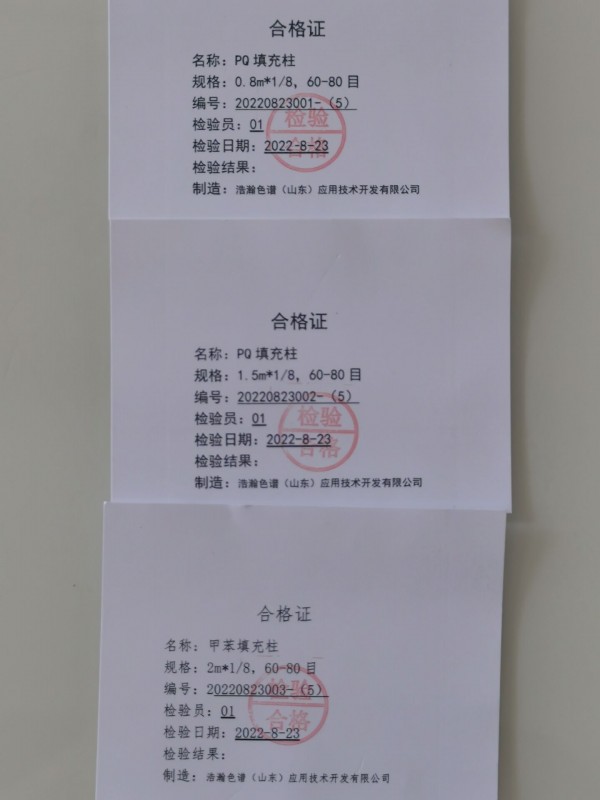 合格证
名称：PQ 填充柱
规格：0.8m*1/8，60-80 目
编号：20220823001-（5）
检验员：01
检验日期：2022-8-23
检验结果：
检验
合格
制造：浩瀚色谱（山东）应用技术开发有限公司
合格证
名称：PQ 填充柱
规格：1.5m*1/8，60-80 目
编号：20220823002-（5）
检验员：01
检验日期：2022-8-23
检验结果：
检验
合格
制造：浩瀚色谱（山东）应用技术开发有限公司
合格证
名称：甲苯填充柱
规格：2m*1/8，60-80 目
编号：20220823003-（5）
检验员：01
检验日期：2022-8-23
检验结果：
检验
合格
制造：浩瀚色谱（山东）应用技术开发有限公司